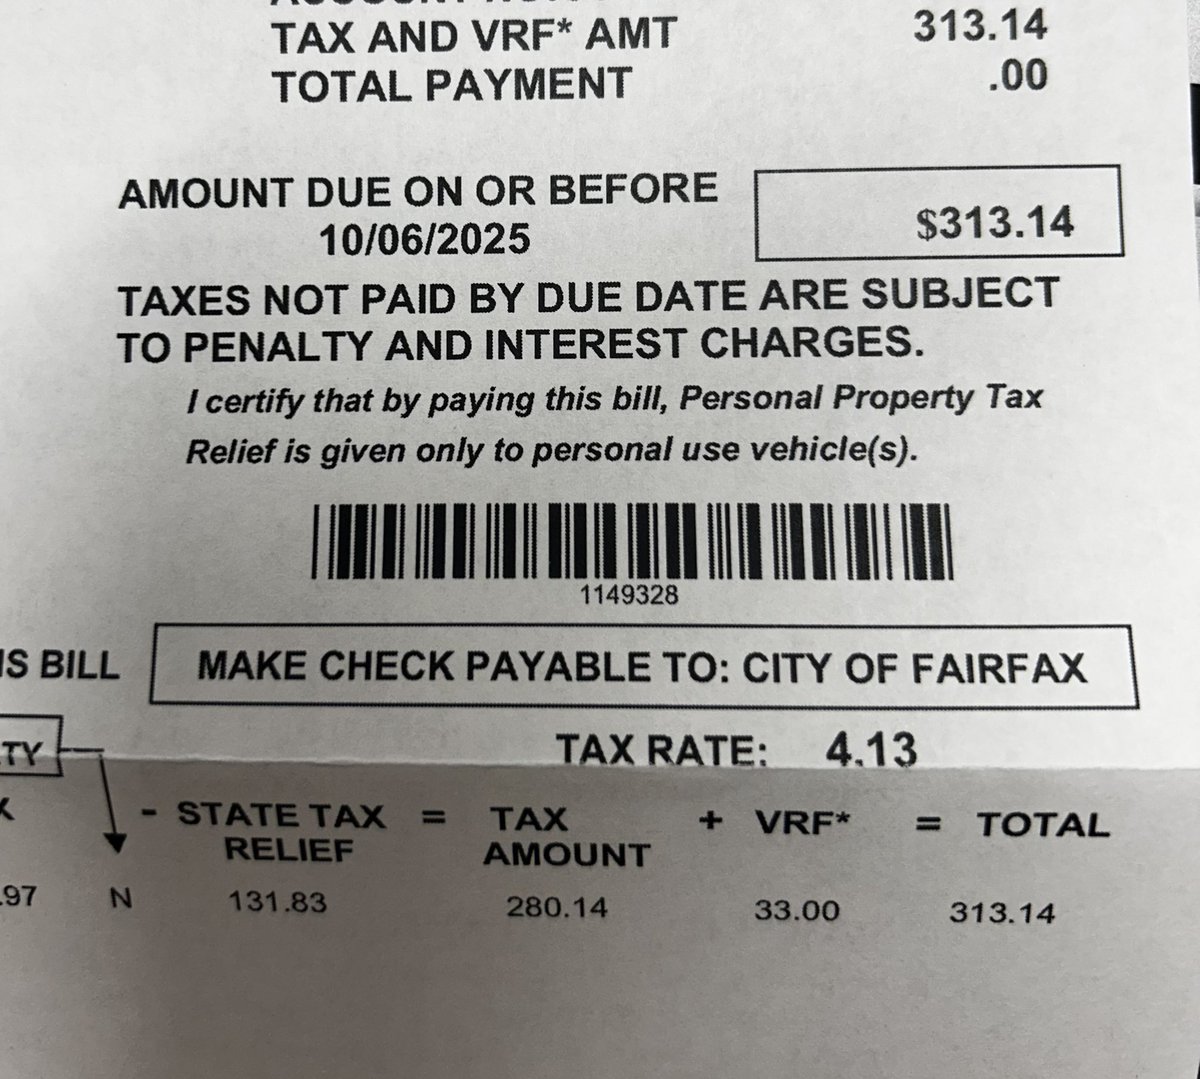 TAX AND VRF* AMT 313.14
TOTAL PAYMENT .00
AMOUNT DUE ON OR BEFORE
10/06/2025
$313.14
TAXES NOT PAID BY DUE DATE ARE SUBJECT
TO PENALTY AND INTEREST CHARGES.
I certify that by paying this bill, Personal Property Tax
Relief is given only to personal use vehicle(s).
1149328
IS BILL
MAKE CHECK PAYABLE TO: CITY OF FAIRFAX
TY
TAX RATE: 4.13
- STATE TAX = TAX + VRF* = TOTAL
RELIEF AMOUNT
.97 N 131.83 280.14 33.00 313.14